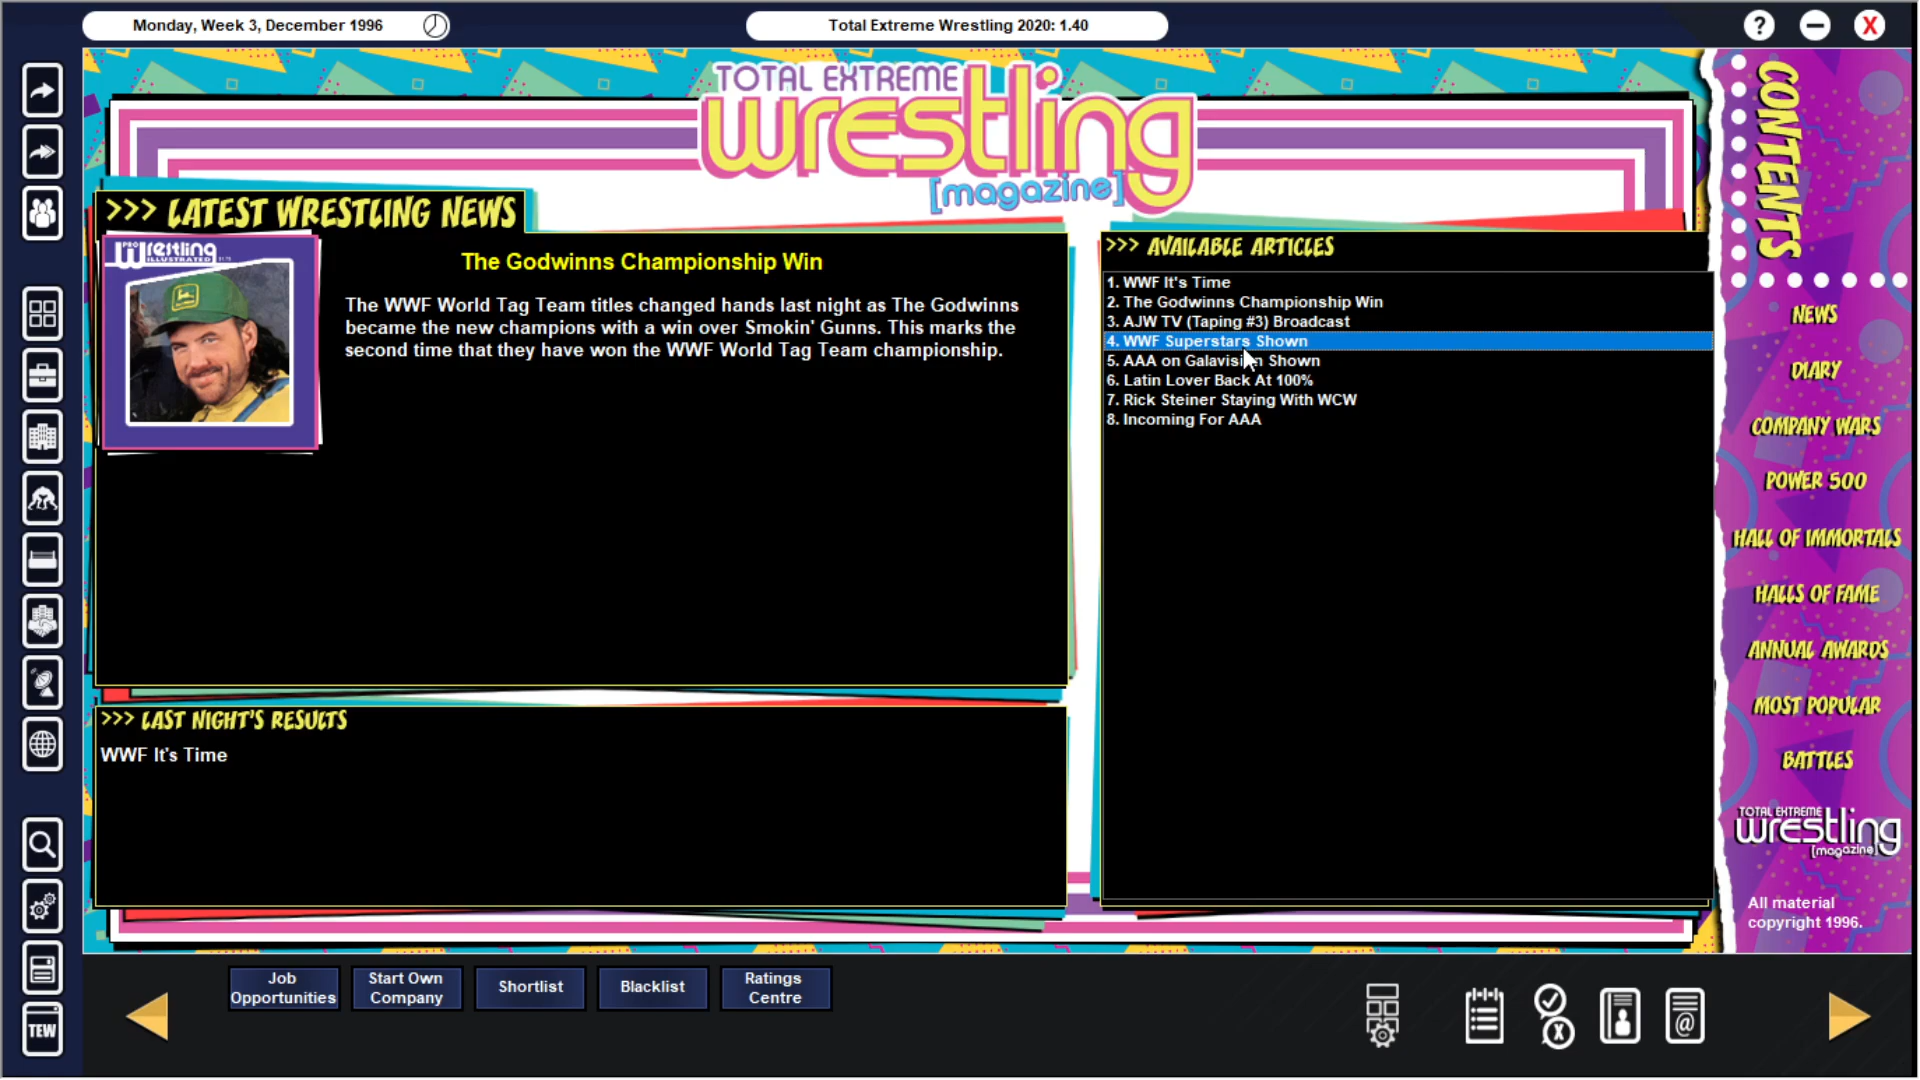 Monday, Week 3, December 1996
Total Extreme Wrestling 2020: 1.40
?
X
TOTAL EXTREME
wrestling
[magazine]
CONTENTS
>>> LATEST WRESTLING NEWS
PRO
WRESTLING
ILLUSTRATED
The Godwinns Championship Win
The WWF World Tag Team titles changed hands last night as The Godwinns
became the new champions with a win over Smokin' Gunns. This marks the
second time that they have won the WWF World Tag Team championship.
>>> AVAILABLE ARTICLES
1. WWF It's Time
2. The Godwinns Championship Win
3. AJW TV (Taping #3) Broadcast
4. WWF Superstars Shown
5. AAA on Galavision Shown
6. Latin Lover Back At 100%
7. Rick Steiner Staying With WCW
8. Incoming For AAA
NEWS
DIARY
COMPANY WARS
POWER 500
HALL OF IMMORTALS
HALLS OF FAME
ANNUAL AWARDS
MOST POPULAR
BATTLES
TOTAL EXTREME
wrestling
[magazine]
All material
copyright 1996.
>>> LAST NIGHT'S RESULTS
WWF It's Time
TEW
Job
Opportunities
Start Own
Company
Shortlist
Blacklist
Ratings
Centre